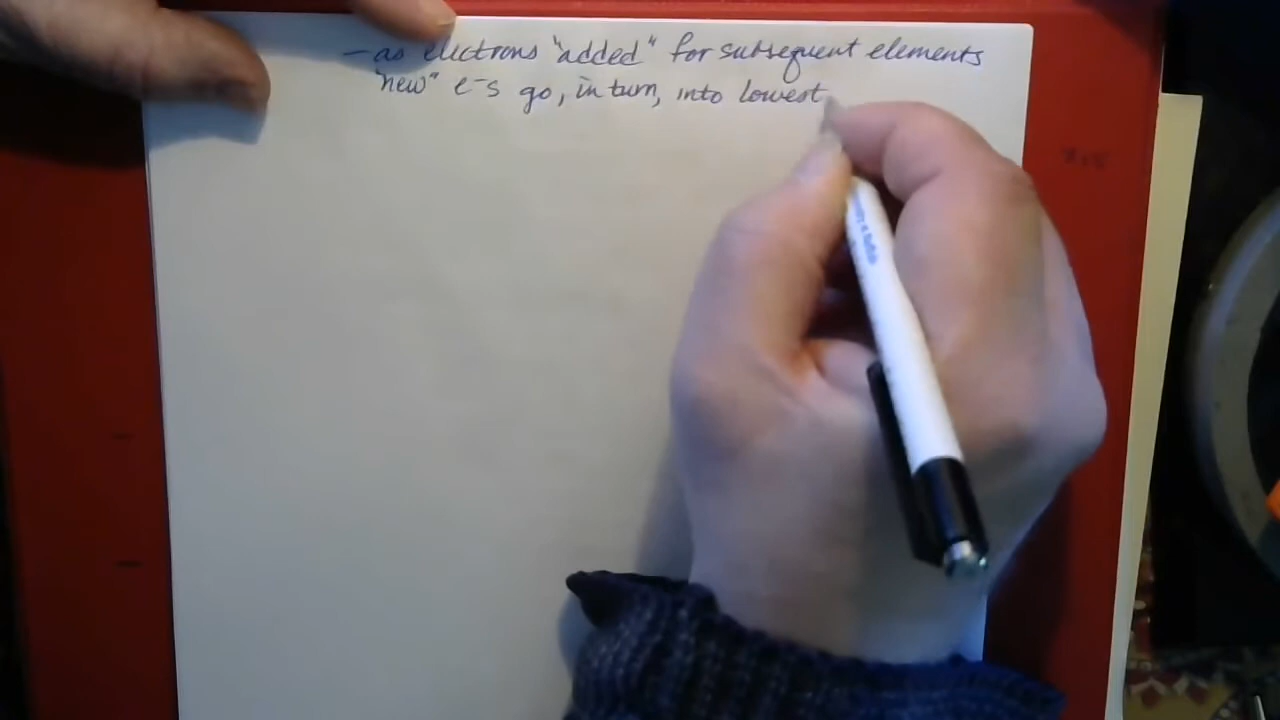 — as electrons "added" for subsequent elements
"new" e⁻s go, in turn, into lowest